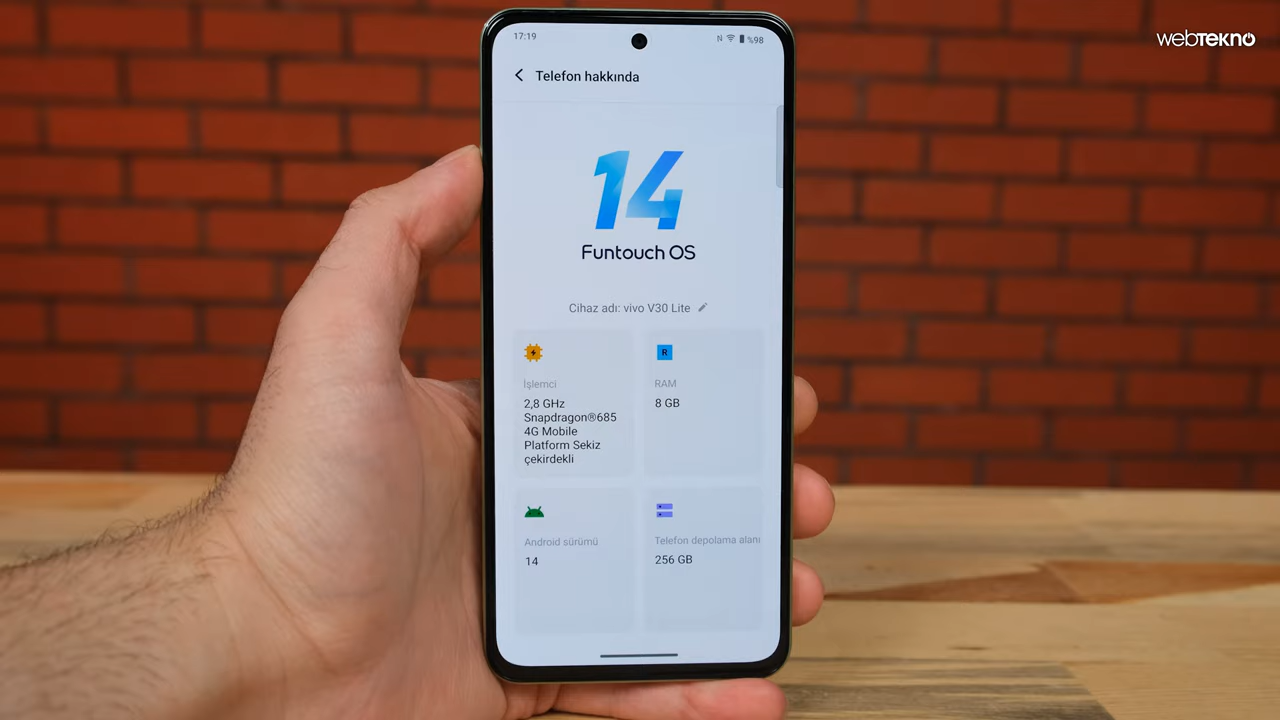 webTEKNO
17:19
%98
Telefon hakkında
14
Funtouch OS
Cihaz adı: vivo V30 Lite
İşlemci
2,8 GHz
Snapdragon®685
4G Mobile
Platform Sekiz
çekirdekli
R
RAM
8 GB
Android sürümü
14
Telefon depolama alanı
256 GB